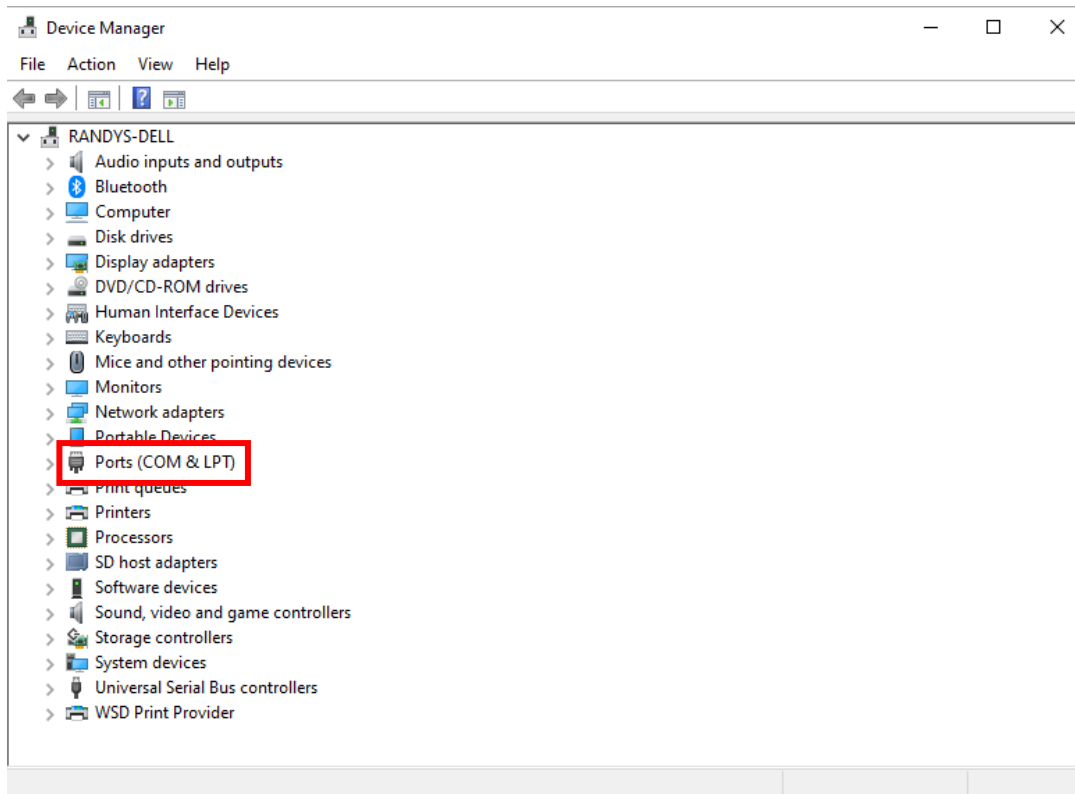 Device Manager
File Action View Help
RANDYS-DELL
Audio inputs and outputs
Bluetooth
Computer
Disk drives
Display adapters
DVD/CD-ROM drives
Human Interface Devices
Keyboards
Mice and other pointing devices
Monitors
Network adapters
Portable Devices
Ports (COM & LPT)
Print queues
Printers
Processors
SD host adapters
Software devices
Sound, video and game controllers
Storage controllers
System devices
Universal Serial Bus controllers
WSD Print Provider